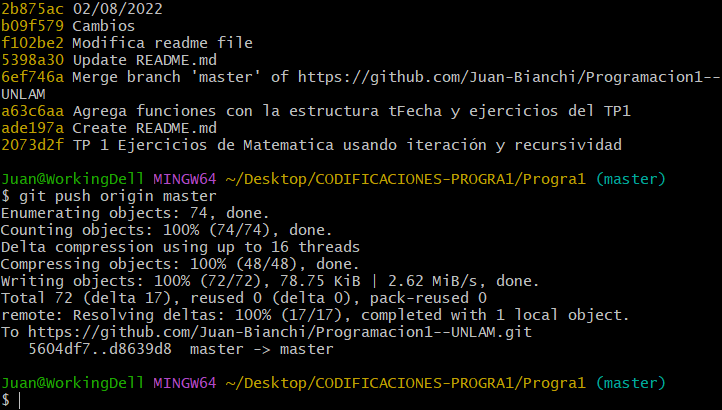 2b875ac 02/08/2022
b09f579 Cambios
f102be2 Modifica readme file
5398a30 Update README.md
6ef746a Merge branch 'master' of https://github.com/Juan-Bianchi/Programacion1--
UNLAM
a63c6aa Agrega funciones con la estructura tFecha y ejercicios del TP1
ade197a Create README.md
2073d2f TP 1 Ejercicios de Matematica usando iteración y recursividad
Juan@WorkingDell MINGW64 ~/Desktop/CODIFICACIONES-PROGRA1/Progra1 (master)
$ git push origin master
Enumerating objects: 74, done.
Counting objects: 100% (74/74), done.
Delta compression using up to 16 threads
Compressing objects: 100% (48/48), done.
Writing objects: 100% (72/72), 78.75 KiB | 2.62 MiB/s, done.
Total 72 (delta 17), reused 0 (delta 0), pack-reused 0
remote: Resolving deltas: 100% (17/17), completed with 1 local object.
To https://github.com/Juan-Bianchi/Programacion1--UNLAM.git
   5604df7..d8639d8  master -> master
Juan@WorkingDell MINGW64 ~/Desktop/CODIFICACIONES-PROGRA1/Progra1 (master)
$